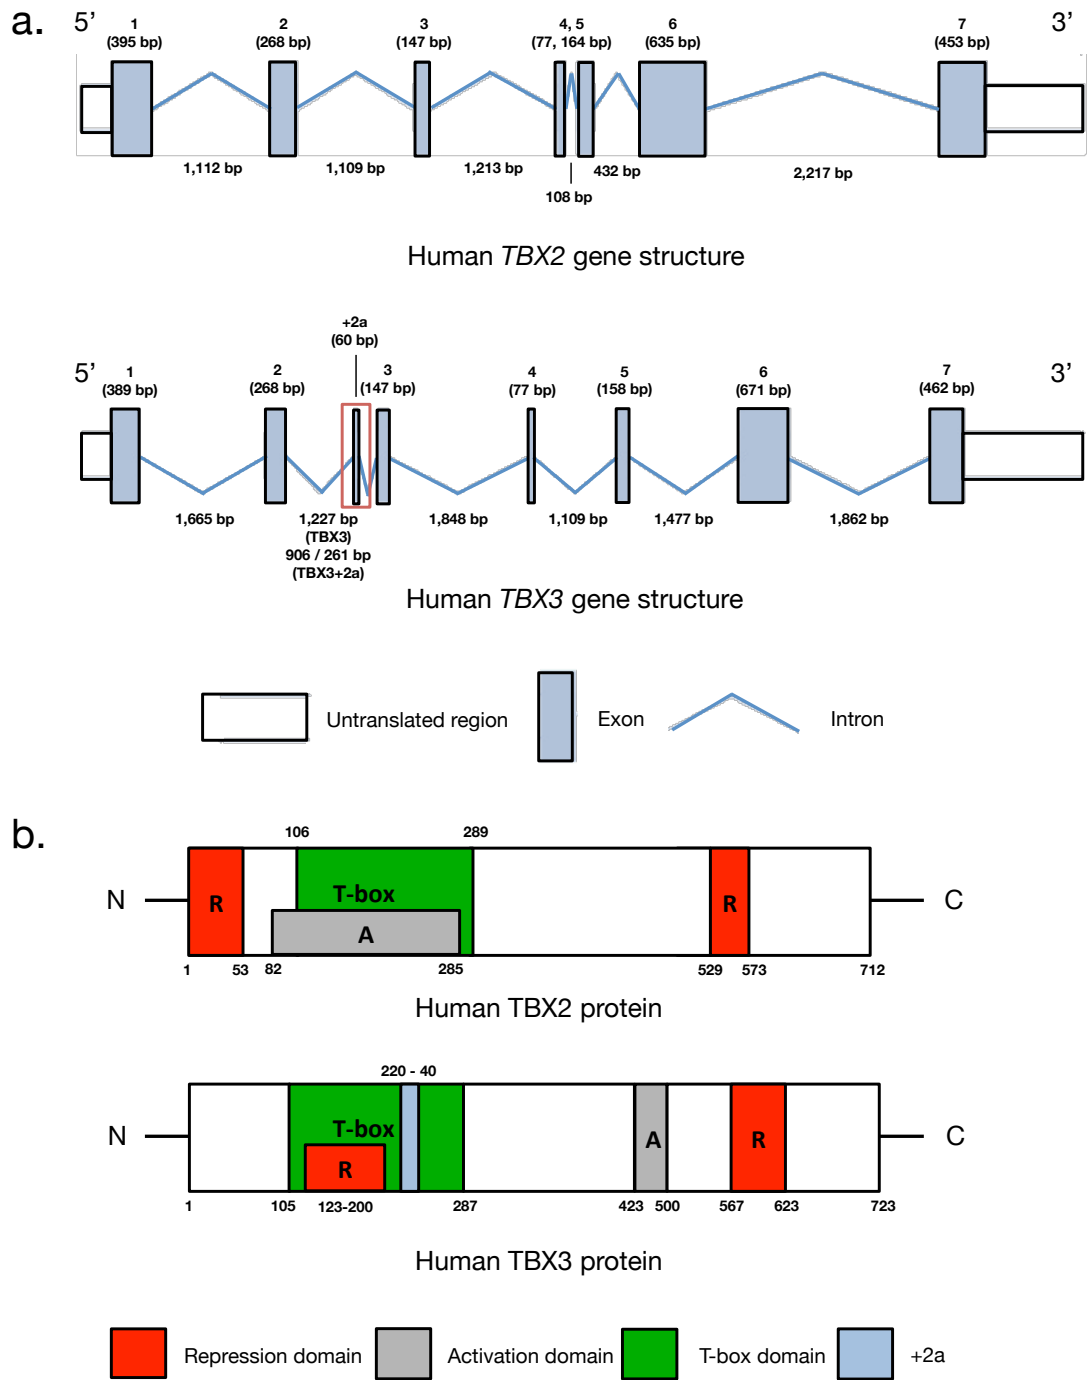 a.
5’ 3’
1 2 3 4, 5 6 7
(395 bp) (268 bp) (147 bp) (77, 164 bp) (635 bp) (453 bp)
1,112 bp 1,109 bp 1,213 bp 432 bp 2,217 bp
108 bp
Human TBX2 gene structure
+2a
(60 bp)
5’ 3’
1 2 3 4 5 6 7
(389 bp) (268 bp) (147 bp) (77 bp) (158 bp) (671 bp) (462 bp)
1,665 bp 1,227 bp 1,848 bp 1,109 bp 1,477 bp 1,862 bp
(TBX3)
906 / 261 bp
(TBX3+2a)
Human TBX3 gene structure
Untranslated region Exon Intron
b.
106 289
N R T-box A R C
1 53 82 285 529 573 712
Human TBX2 protein
220 - 40
N T-box R A R C
1 105 123-200 287 423 500 567 623 723
Human TBX3 protein
Repression domain Activation domain T-box domain +2a